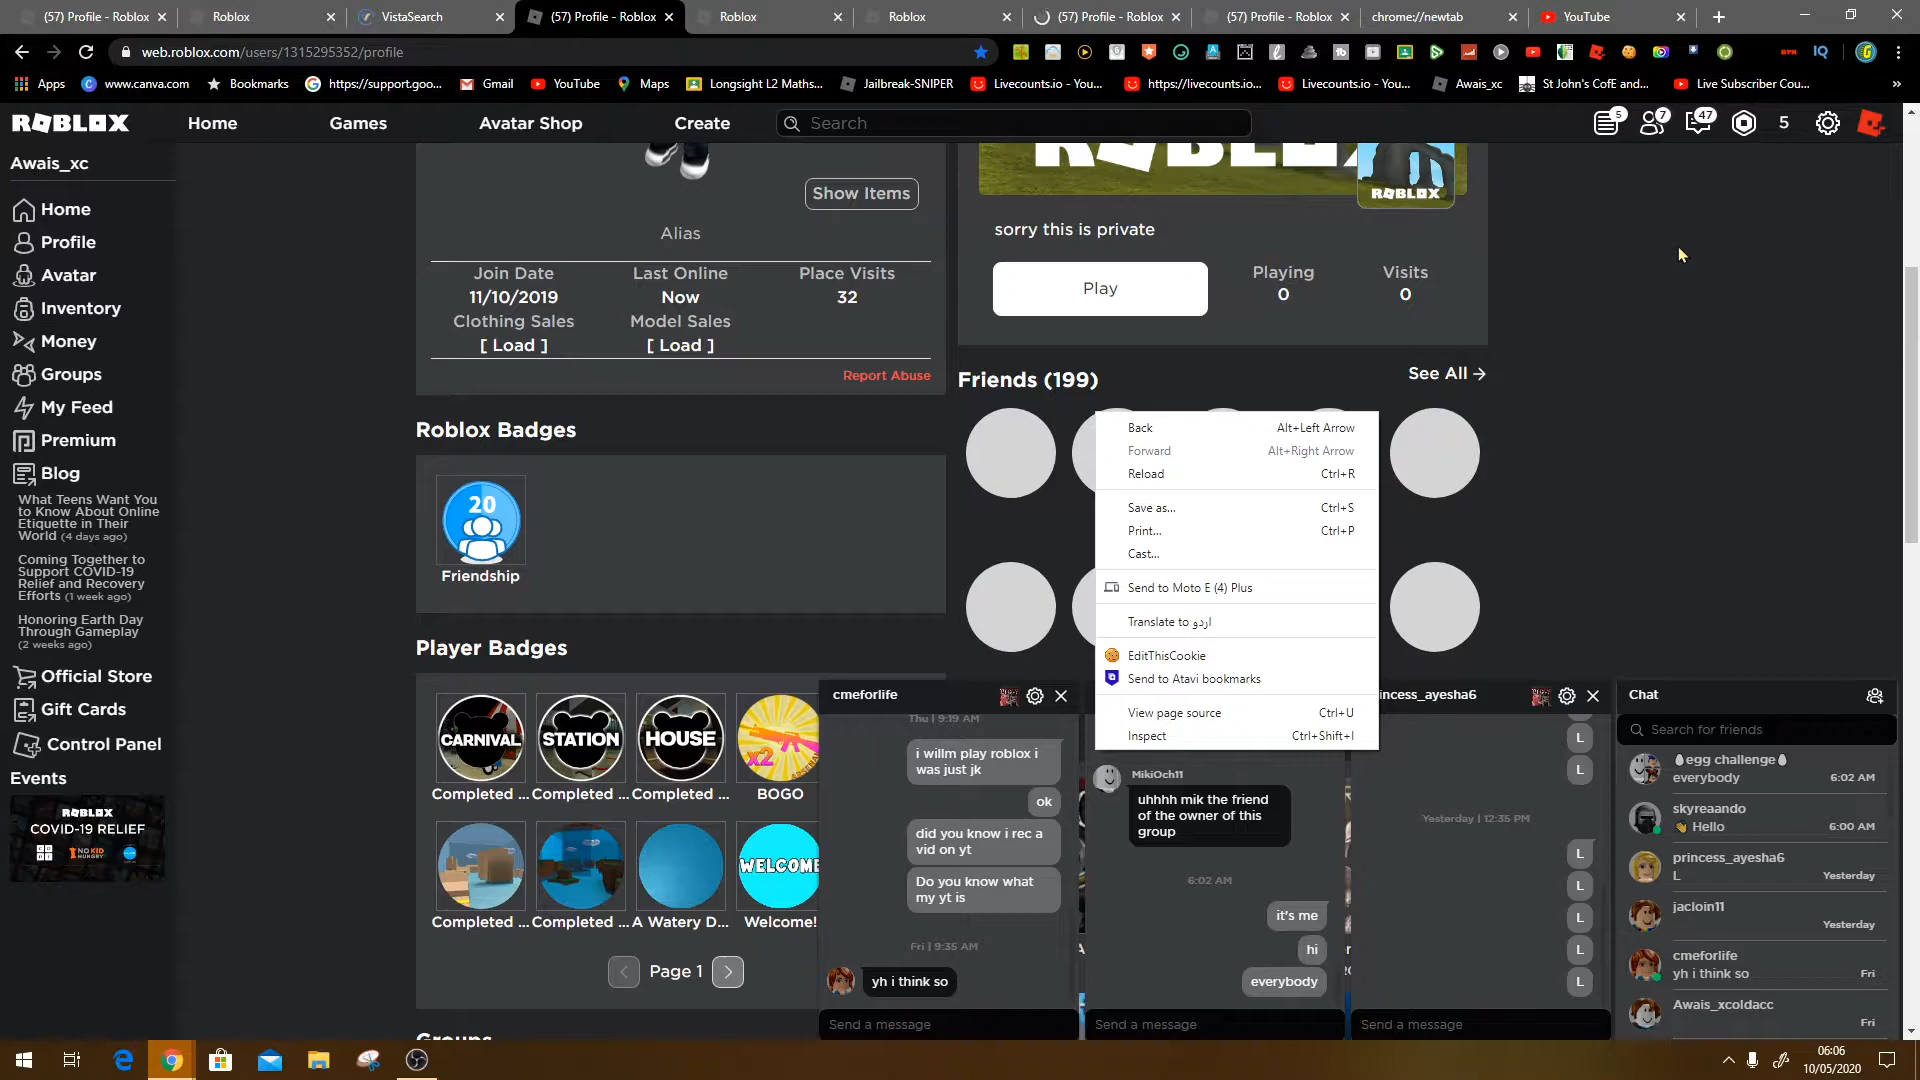 (57) Profile - Roblox
Roblox
VistaSearch
(57) Profile - Roblox
Roblox
Roblox
(57) Profile - Roblox
(57) Profile - Roblox
chrome://newtab
YouTube
web.roblox.com/users/1315295352/profile
Apps
www.canva.com
Bookmarks
https://support.goo...
Gmail
YouTube
Maps
Longsight L2 Maths...
Jailbreak-SNIPER
Livecounts.io - You...
https://livecounts.io...
Livecounts.io - You...
Awais_xc
St John's CofE and...
Live Subscriber Cou...
»
ROBLOX
Home
Games
Avatar Shop
Create
Search
5
7
47
5
Awais_xc
Home
Profile
Avatar
Inventory
Money
Groups
My Feed
Premium
Blog
What Teens Want You
to Know About Online
Etiquette in Their
World (4 days ago)
Coming Together to
Support COVID-19
Relief and Recovery
Efforts (1 week ago)
Honoring Earth Day
Through Gameplay
(2 weeks ago)
Official Store
Gift Cards
Control Panel
Events
ROBLOX
COVID-19 RELIEF
NO KID
HUNGRY
Show Items
Alias
Join Date
Last Online
Place Visits
11/10/2019
Now
32
Clothing Sales
Model Sales
[ Load ]
[ Load ]
Report Abuse
Roblox Badges
20
Friendship
Player Badges
CARNIVAL
STATION
HOUSE
x2
Completed ...
Completed ...
Completed ...
BOGO
WELCOME
Completed ...
Completed ...
A Watery D...
Welcome!
Page 1
Groups
ROBLOX
ROBLOX
sorry this is private
Play
Playing
Visits
0
0
Friends (199)
See All
Back
Alt+Left Arrow
Forward
Alt+Right Arrow
Reload
Ctrl+R
Save as...
Ctrl+S
Print...
Ctrl+P
Cast...
Send to Moto E (4) Plus
Translate to اردو
EditThisCookie
Send to Atavi bookmarks
View page source
Ctrl+U
Inspect
Ctrl+Shift+I
cmeforlife
Thu | 9:19 AM
i willm play roblox i
was just jk
ok
did you know i rec a
vid on yt
Do you know what
my yt is
Fri | 9:35 AM
yh i think so
Send a message
MikiOch11
uhhhh mik the friend
of the owner of this
group
6:02 AM
it's me
hi
everybody
Send a message
incess_ayesha6
L
L
Yesterday | 12:35 PM
L
L
L
L
L
Send a message
Chat
Search for friends
🥚egg challenge🥚
everybody
6:02 AM
skyreaando
👋 Hello
6:00 AM
princess_ayesha6
L
Yesterday
jacloin11
Yesterday
cmeforlife
yh i think so
Fri
Awais_xcoldacc
Fri
06:06
10/05/2020